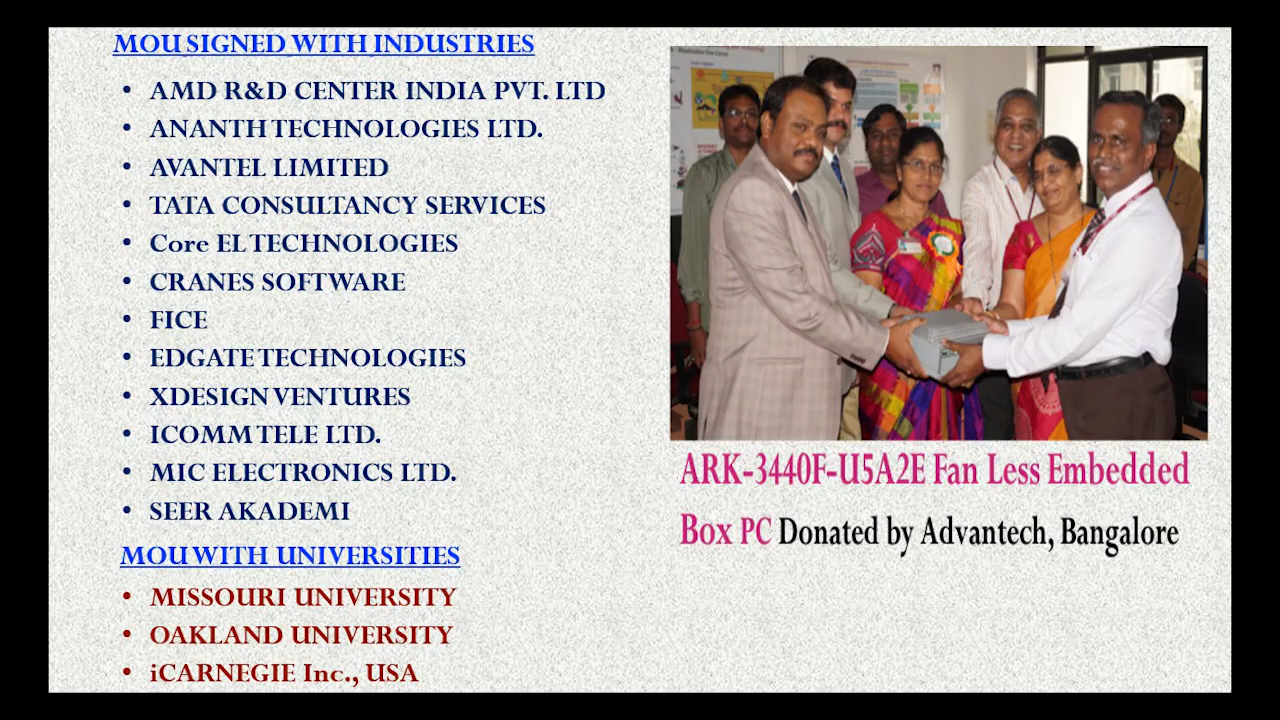 MOU SIGNED WITH INDUSTRIES
• AMD R&D CENTER INDIA PVT. LTD
• ANANTH TECHNOLOGIES LTD.
• AVANTEL LIMITED
• TATA CONSULTANCY SERVICES
• Core EL TECHNOLOGIES
• CRANES SOFTWARE
• FICE
• EDGATE TECHNOLOGIES
• XDESIGN VENTURES
• ICOMM TELE LTD.
• MIC ELECTRONICS LTD.
• SEER AKADEMI
MOU WITH UNIVERSITIES
• MISSOURI UNIVERSITY
• OAKLAND UNIVERSITY
• iCARNEGIE Inc., USA
ARK-3440F-U5A2E Fan Less Embedded
Box PC Donated by Advantech, Bangalore